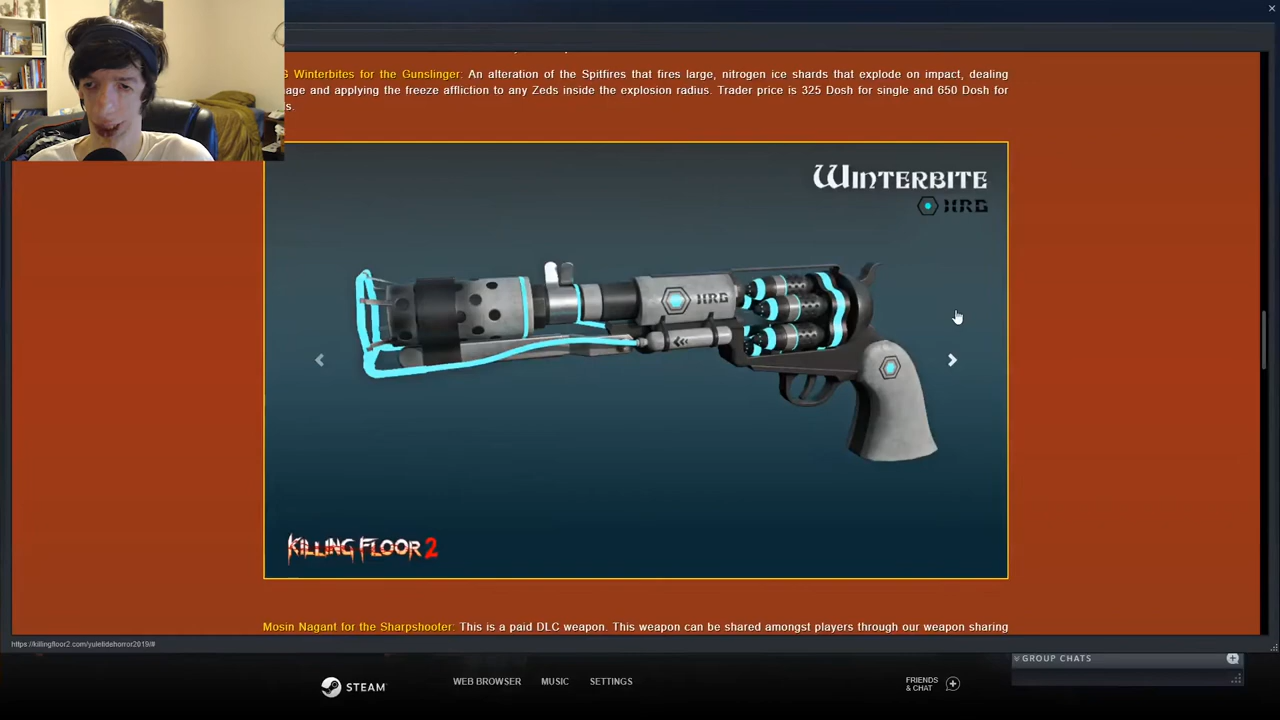 G Winterbites for the Gunslinger: An alteration of the Spitfires that fires large, nitrogen ice shards that explode on impact, dealing
age and applying the freeze affliction to any Zeds inside the explosion radius. Trader price is 325 Dosh for single and 650 Dosh for
s.
WINTERBITE
HRG
HRG
KILLING FLOOR 2
Mosin Nagant for the Sharpshooter: This is a paid DLC weapon. This weapon can be shared amongst players through our weapon sharing
https://killingfloor2.com/yuletidehorror2019/#
GROUP CHATS
STEAM
WEB BROWSER
MUSIC
SETTINGS
FRIENDS
& CHAT